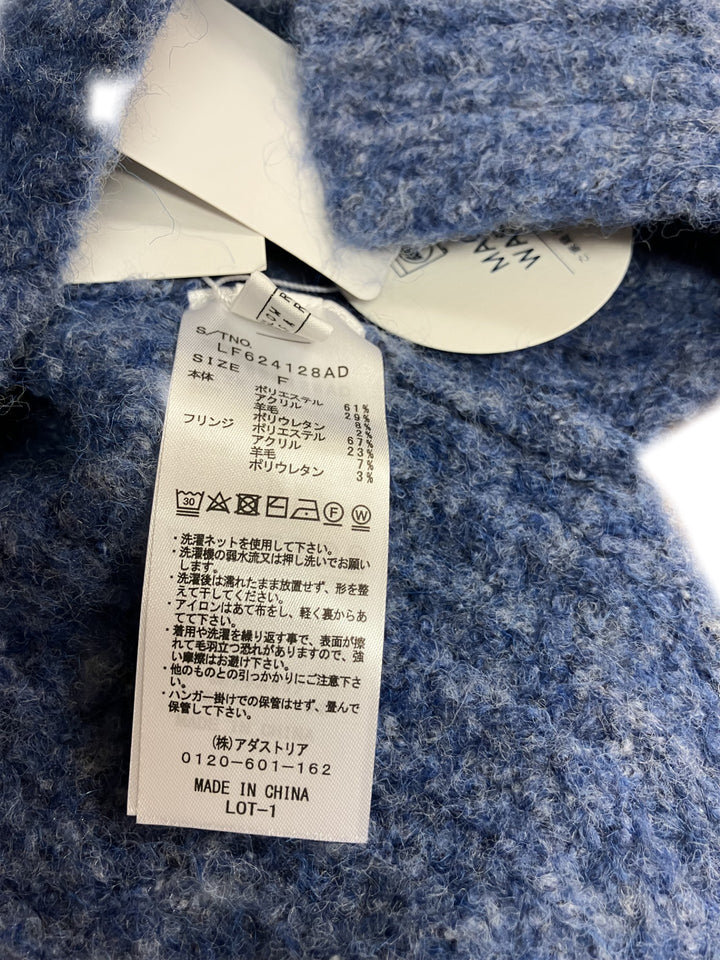 MAC
WA
S/TNO.
LF624128AD
SIZE F
本体 ポリエステル 61%
アクリル 29%
羊毛 8%
ポリウレタン 2%
フリンジ ポリエステル 67%
アクリル 23%
羊毛 7%
ポリウレタン 3%
30 F W
・洗濯ネットを使用して下さい。
・洗濯機の弱水流又は押し洗いでお願い
します。
・洗濯後は濡れたまま放置せず、形を整
えて干してください。
・アイロンはあて布をし、軽く裏からあ
てて下さい。
・着用や洗濯を繰り返す事で、表面が擦
れて毛羽立つ恐れがありますので、強
い摩擦はお避け下さい。
・他のものとの引っかかりにご注意下さ
い。
・ハンガー掛けでの保管はせず、畳んで
保管して下さい。
(株)アダストリア
0120-601-162
MADE IN CHINA
LOT-1